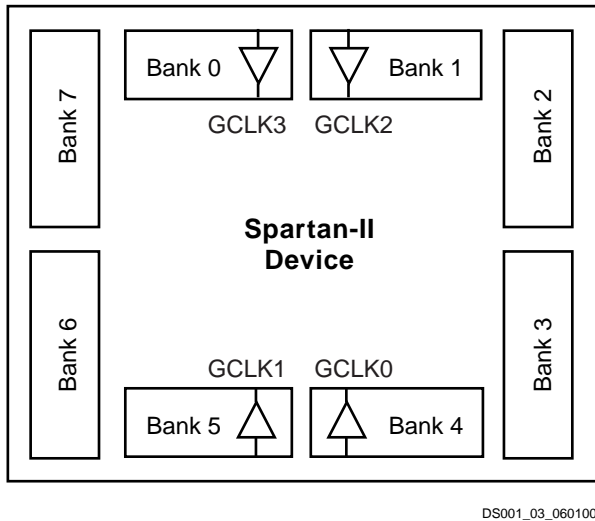 Bank 0
Bank 1
Bank 7
Bank 2
GCLK3
GCLK2
Spartan-II
Device
Bank 6
Bank 3
GCLK1
GCLK0
Bank 5
Bank 4
DS001_03_060100